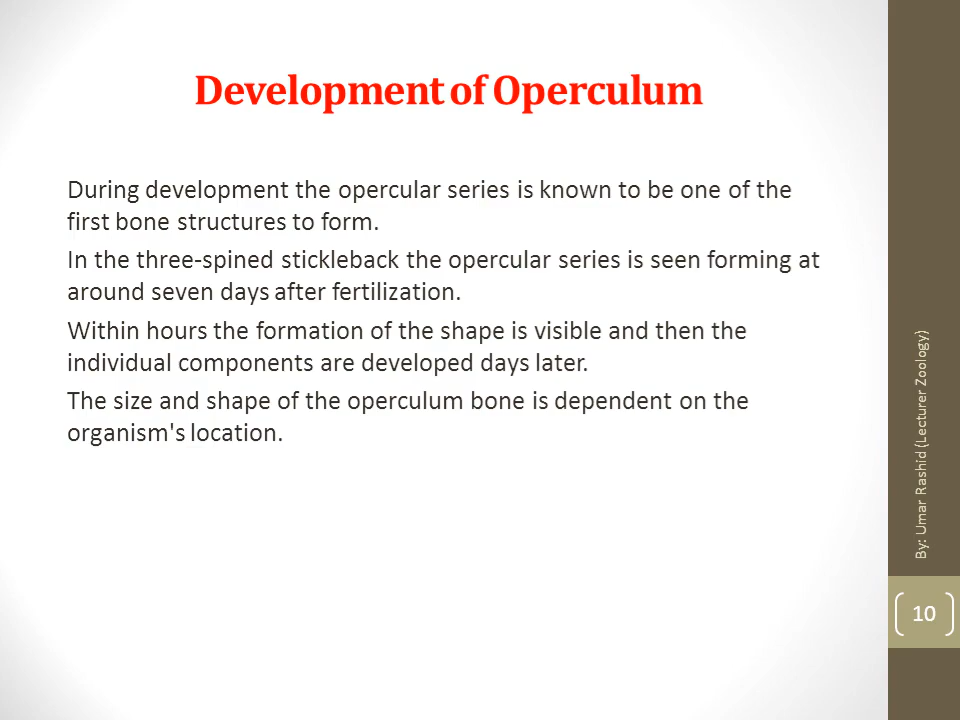 Development of Operculum
During development the opercular series is known to be one of the
first bone structures to form.
In the three-spined stickleback the opercular series is seen forming at
around seven days after fertilization.
Within hours the formation of the shape is visible and then the
individual components are developed days later.
The size and shape of the operculum bone is dependent on the
organism's location.
By: Umar Rashid (Lecturer Zoology)
10